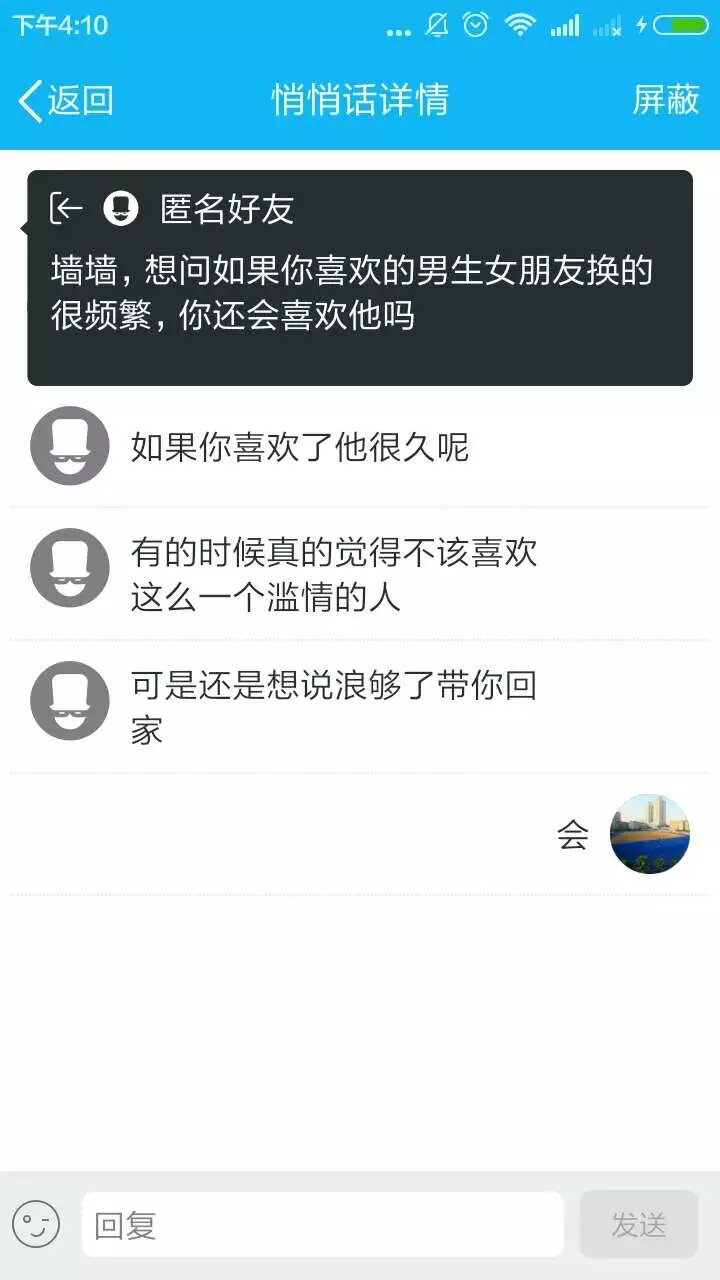 下午4:10
返回
悄悄话详情
屏蔽
匿名好友
墙墙，想问如果你喜欢的男生女朋友换的
很频繁，你还会喜欢他吗
如果你喜欢了他很久呢
有的时候真的觉得不该喜欢
这么一个滥情的人
可是还是想说浪够了带你回
家
会
回复
发送